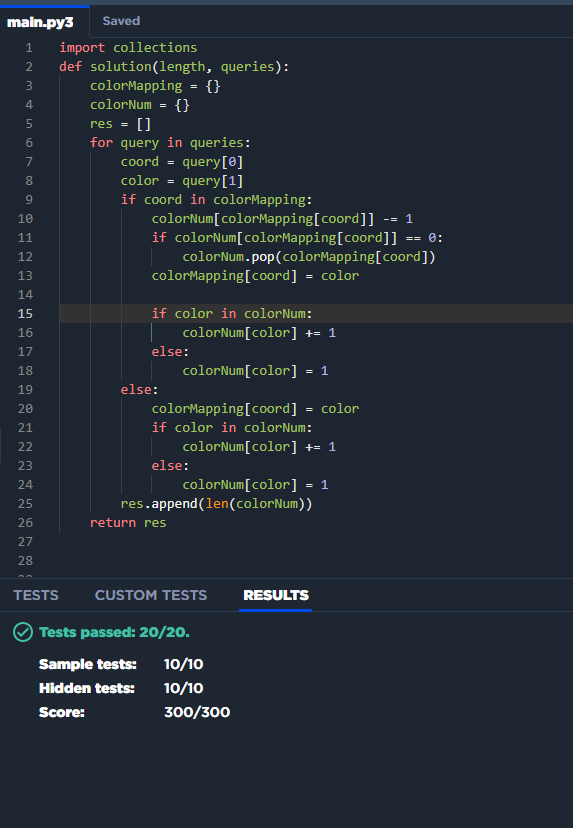 main.py3 Saved
1 import collections
2 def solution(length, queries):
3 colorMapping = {}
4 colorNum = {}
5 res = []
6 for query in queries:
7 coord = query[0]
8 color = query[1]
9 if coord in colorMapping:
10 colorNum[colorMapping[coord]] -= 1
11 if colorNum[colorMapping[coord]] == 0:
12 colorNum.pop(colorMapping[coord])
13 colorMapping[coord] = color
14
15 if color in colorNum:
16 colorNum[color] += 1
17 else:
18 colorNum[color] = 1
19 else:
20 colorMapping[coord] = color
21 if color in colorNum:
22 colorNum[color] += 1
23 else:
24 colorNum[color] = 1
25 res.append(len(colorNum))
26 return res
27
28
TESTS CUSTOM TESTS RESULTS
Tests passed: 20/20.
Sample tests: 10/10
Hidden tests: 10/10
Score: 300/300